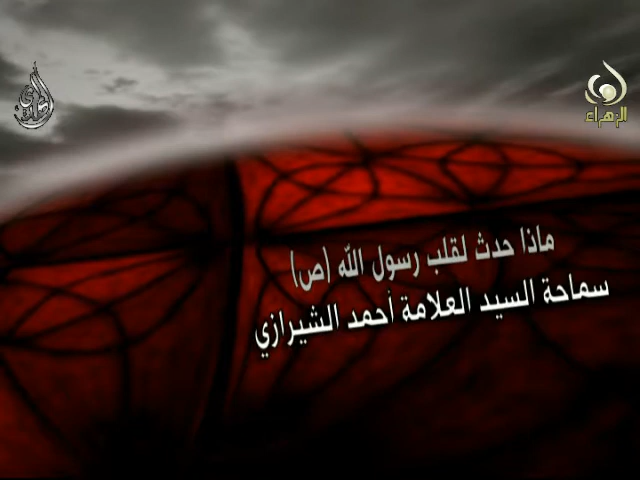 الزهراء
ماذا حدث لقلب رسول الله (ص)
سماحة السيد العلامة أحمد الشيرازي